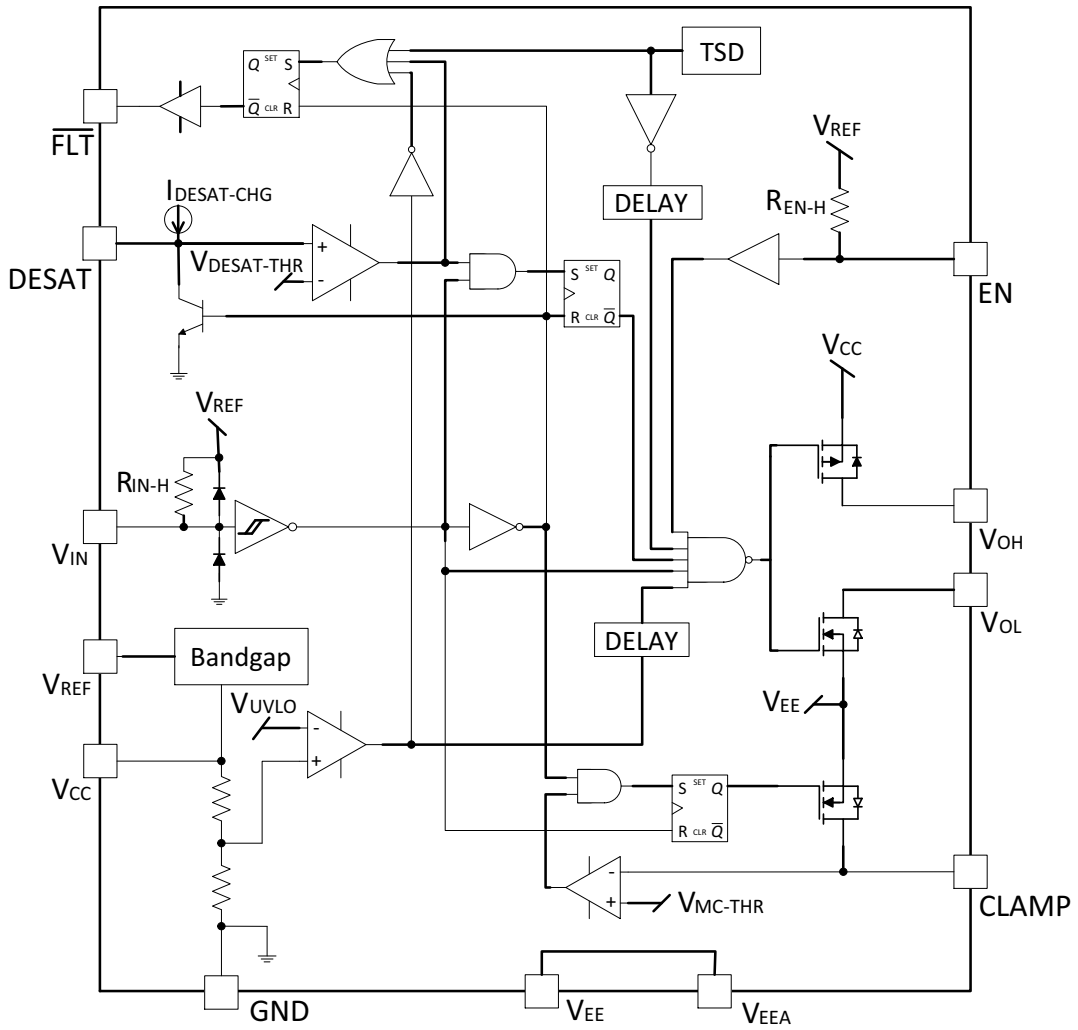 TSD
Q SET S
Q CLR R
FLT
VREF
IDESAT-CHG
DELAY
REN-H
DESAT
VDESAT-THR
+
-
S SET Q
R CLR Q
EN
VCC
VREF
RIN-H
VIN
VOH
VOL
DELAY
Bandgap
VREF
VUVLO
-
+
VEE
VCC
S SET Q
R CLR Q
-
+
VMC-THR
CLAMP
GND
VEE
VEEA